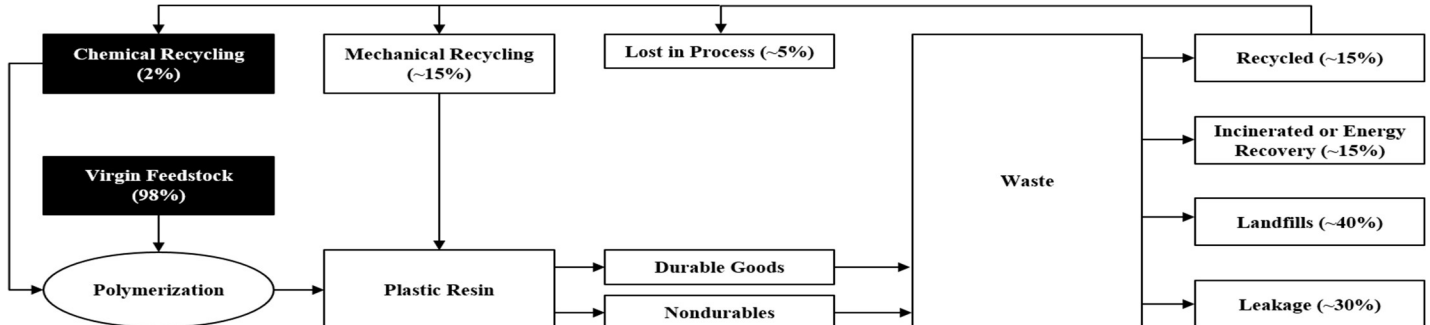 Chemical Recycling
(2%)
Mechanical Recycling
(~15%)
Lost in Process (~5%)
Recycled (~15%)
Incinerated or Energy
Recovery (~15%)
Virgin Feedstock
(98%)
Waste
Landfills (~40%)
Polymerization
Plastic Resin
Durable Goods
Nondurables
Leakage (~30%)